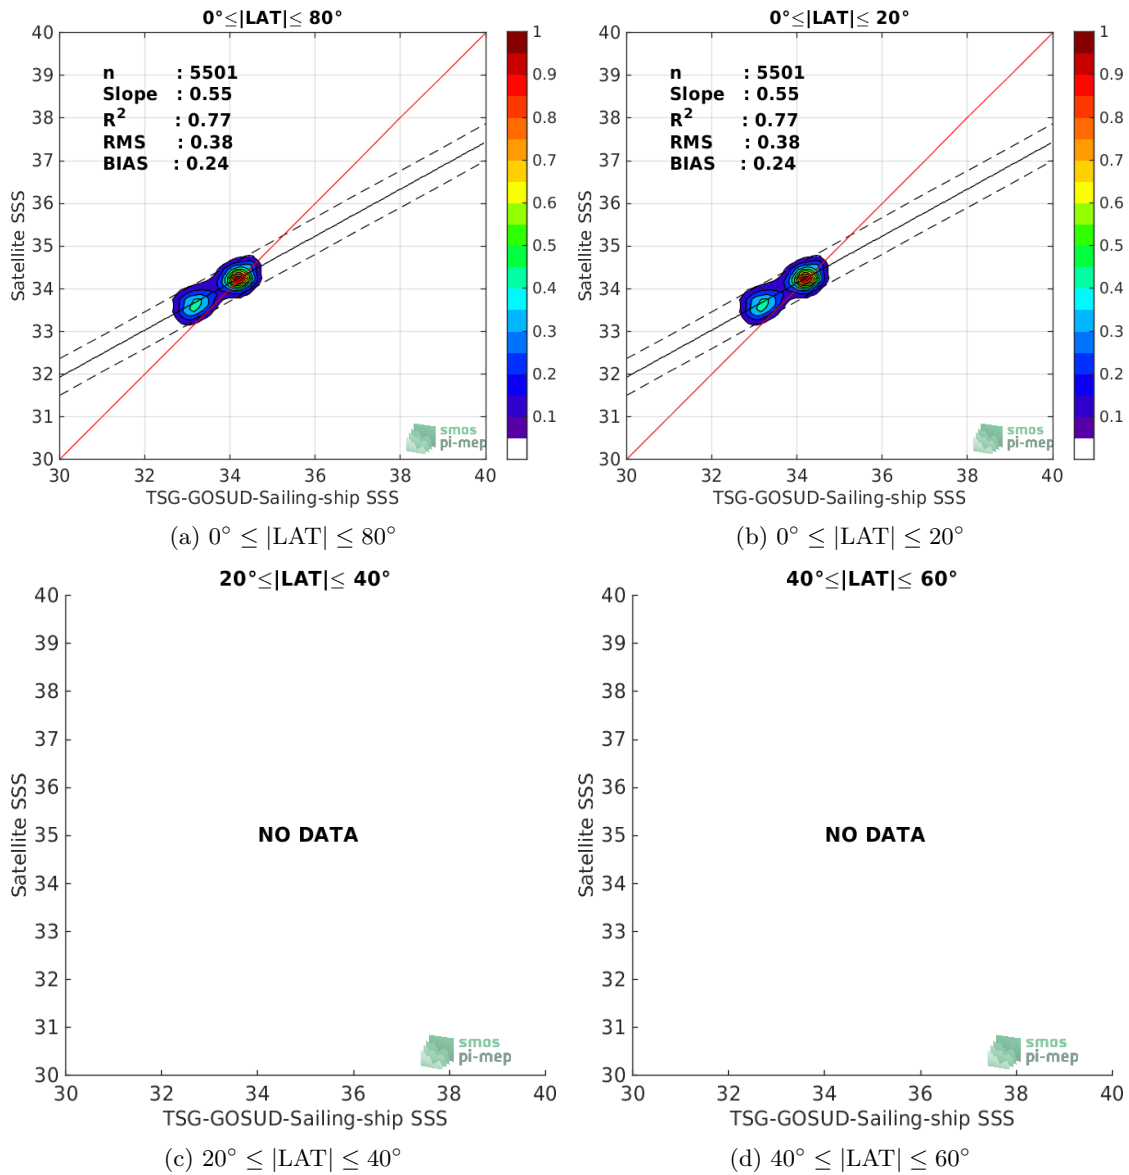 0°≤|LAT|≤ 80°
40
39
38
37
36
35
34
33
32
31
30
Satellite SSS
n : 5501
Slope : 0.55
R² : 0.77
RMS : 0.38
BIAS : 0.24
smos
pi-mep
30 32 34 36 38 40
TSG-GOSUD-Sailing-ship SSS
1
0.9
0.8
0.7
0.6
0.5
0.4
0.3
0.2
0.1
(a) 0° ≤ |LAT| ≤ 80°
0°≤|LAT|≤ 20°
40
39
38
37
36
35
34
33
32
31
30
Satellite SSS
n : 5501
Slope : 0.55
R² : 0.77
RMS : 0.38
BIAS : 0.24
smos
pi-mep
30 32 34 36 38 40
TSG-GOSUD-Sailing-ship SSS
1
0.9
0.8
0.7
0.6
0.5
0.4
0.3
0.2
0.1
(b) 0° ≤ |LAT| ≤ 20°
20°≤|LAT|≤ 40°
40
39
38
37
36
35
34
33
32
31
30
Satellite SSS
NO DATA
smos
pi-mep
30 32 34 36 38 40
TSG-GOSUD-Sailing-ship SSS
(c) 20° ≤ |LAT| ≤ 40°
40°≤|LAT|≤ 60°
40
39
38
37
36
35
34
33
32
31
30
Satellite SSS
NO DATA
smos
pi-mep
30 32 34 36 38 40
TSG-GOSUD-Sailing-ship SSS
(d) 40° ≤ |LAT| ≤ 60°